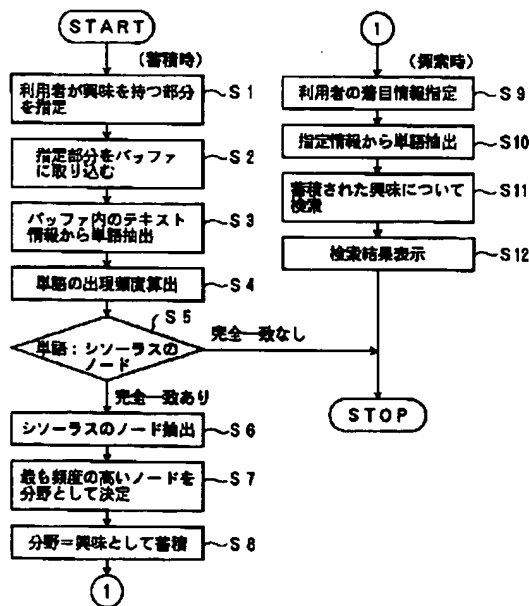 START
(蓄積時)
利用者が興味を持つ部分
を指定
S1
指定部分をバッファ
に取り込む
S2
バッファ内のテキスト
情報から単語抽出
S3
単語の出現頻度算出
S4
S5
単語:シソーラスの
ノード
完全一致なし
完全一致あり
シソーラスのノード抽出
S6
最も頻度の高いノードを
分野として決定
S7
分野=興味として蓄積
S8
1
1
(探索時)
利用者の着目情報指定
S9
指定情報から単語抽出
S10
蓄積された興味について
検索
S11
検索結果表示
S12
STOP